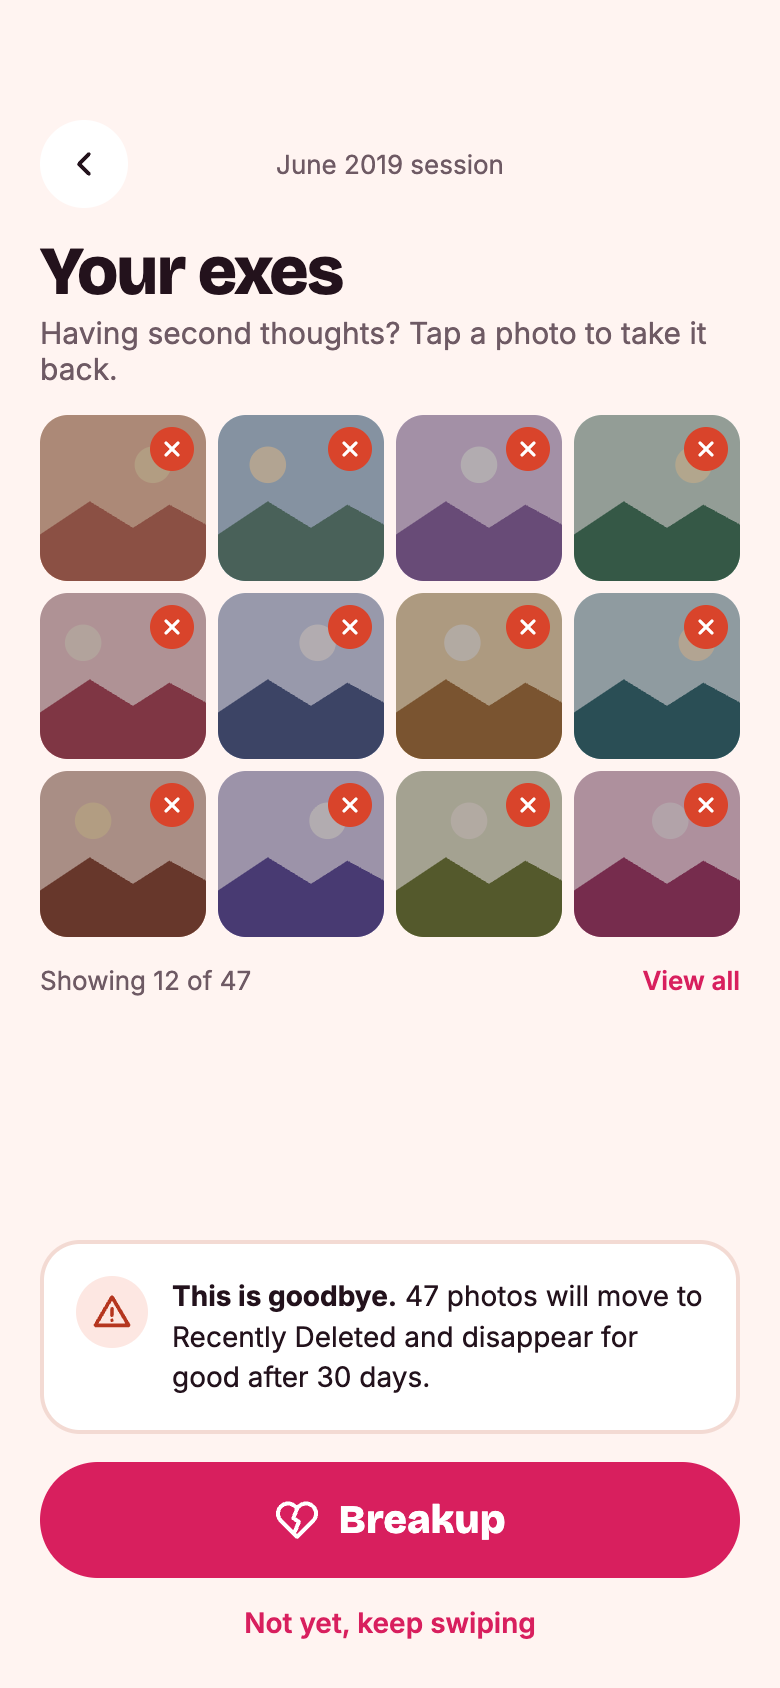 June 2019 session
Your exes
Having second thoughts? Tap a photo to take it
back.
Showing 12 of 47
View all
This is goodbye. 47 photos will move to
Recently Deleted and disappear for
good after 30 days.
Breakup
Not yet, keep swiping